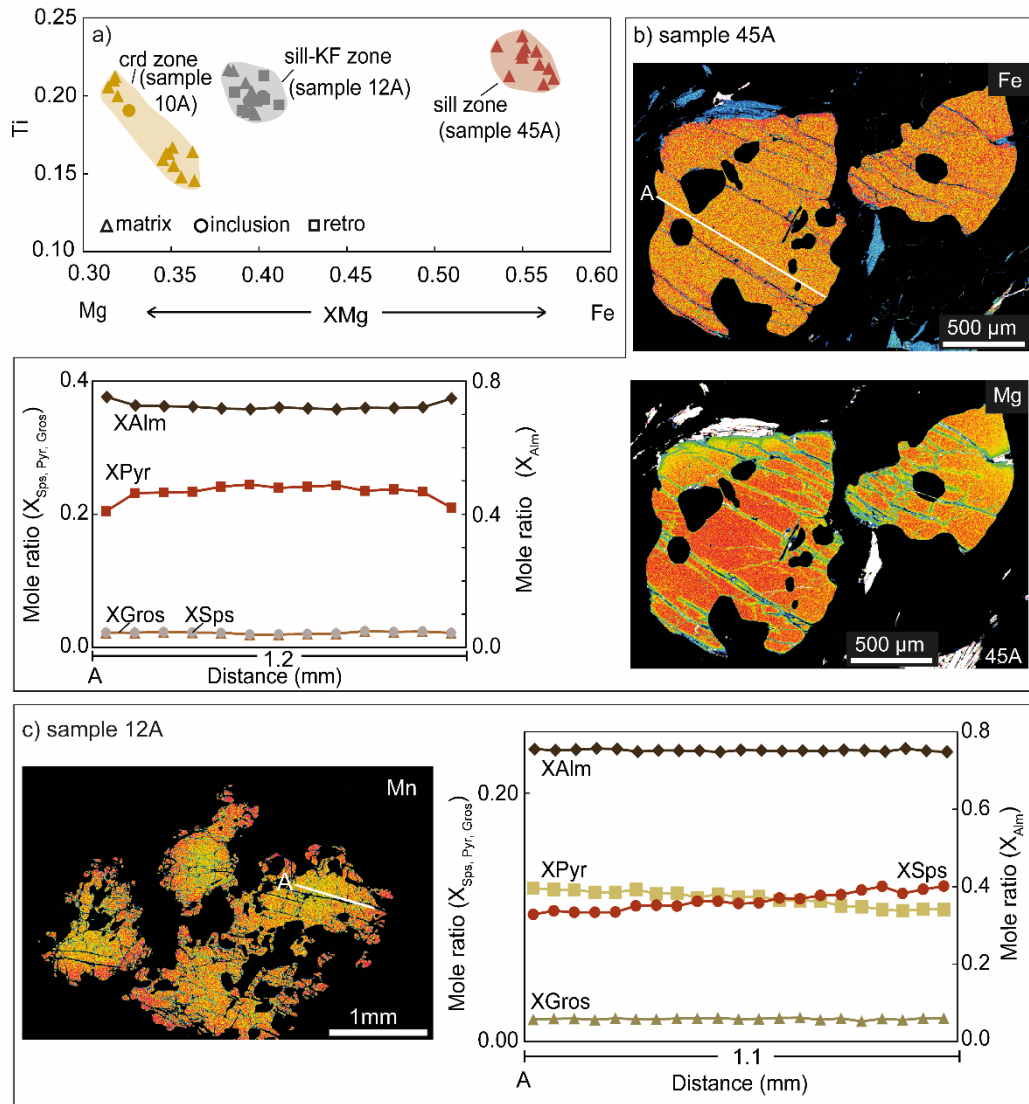 a)
0.25
0.20
0.15
0.10
Ti
crd zone
(sample
10A)
sill-KF zone
(sample 12A)
sill zone
(sample 45A)
matrix
inclusion
retro
0.30
0.35
0.40
0.45
0.50
0.55
0.60
Mg
XMg
Fe
b) sample 45A
Fe
A
500 µm
Mg
500 µm
45A
0.4
0.2
0.0
Mole ratio (XSps, Pyr, Gros)
XAlm
XPyr
XGros
XSps
0.8
0.4
0.0
Mole ratio (XAlm)
A
1.2
Distance (mm)
c) sample 12A
Mn
A
1mm
0.20
0.00
Mole ratio (XSps, Pyr, Gros)
XAlm
XPyr
XSps
XGros
0.8
0.6
0.4
0.4
0.0
Mole ratio (XAlm)
A
1.1
Distance (mm)